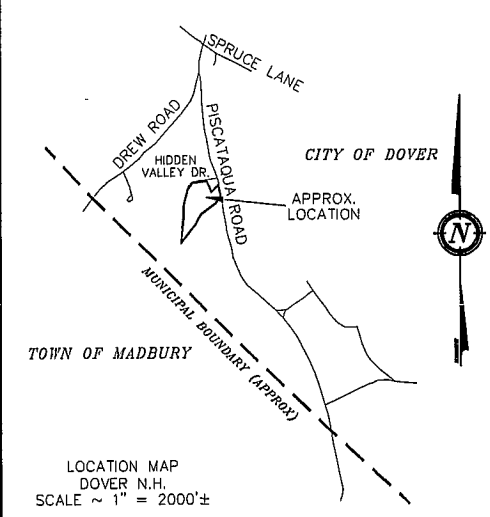 SPRUCE LANE
DREW ROAD
PISCATAQUA ROAD
HIDDEN
VALLEY DR.
CITY OF DOVER
APPROX.
LOCATION
N
MUNICIPAL BOUNDARY (APPROX)
TOWN OF MADBURY
LOCATION MAP
DOVER N.H.
SCALE ~ 1" = 2000'±